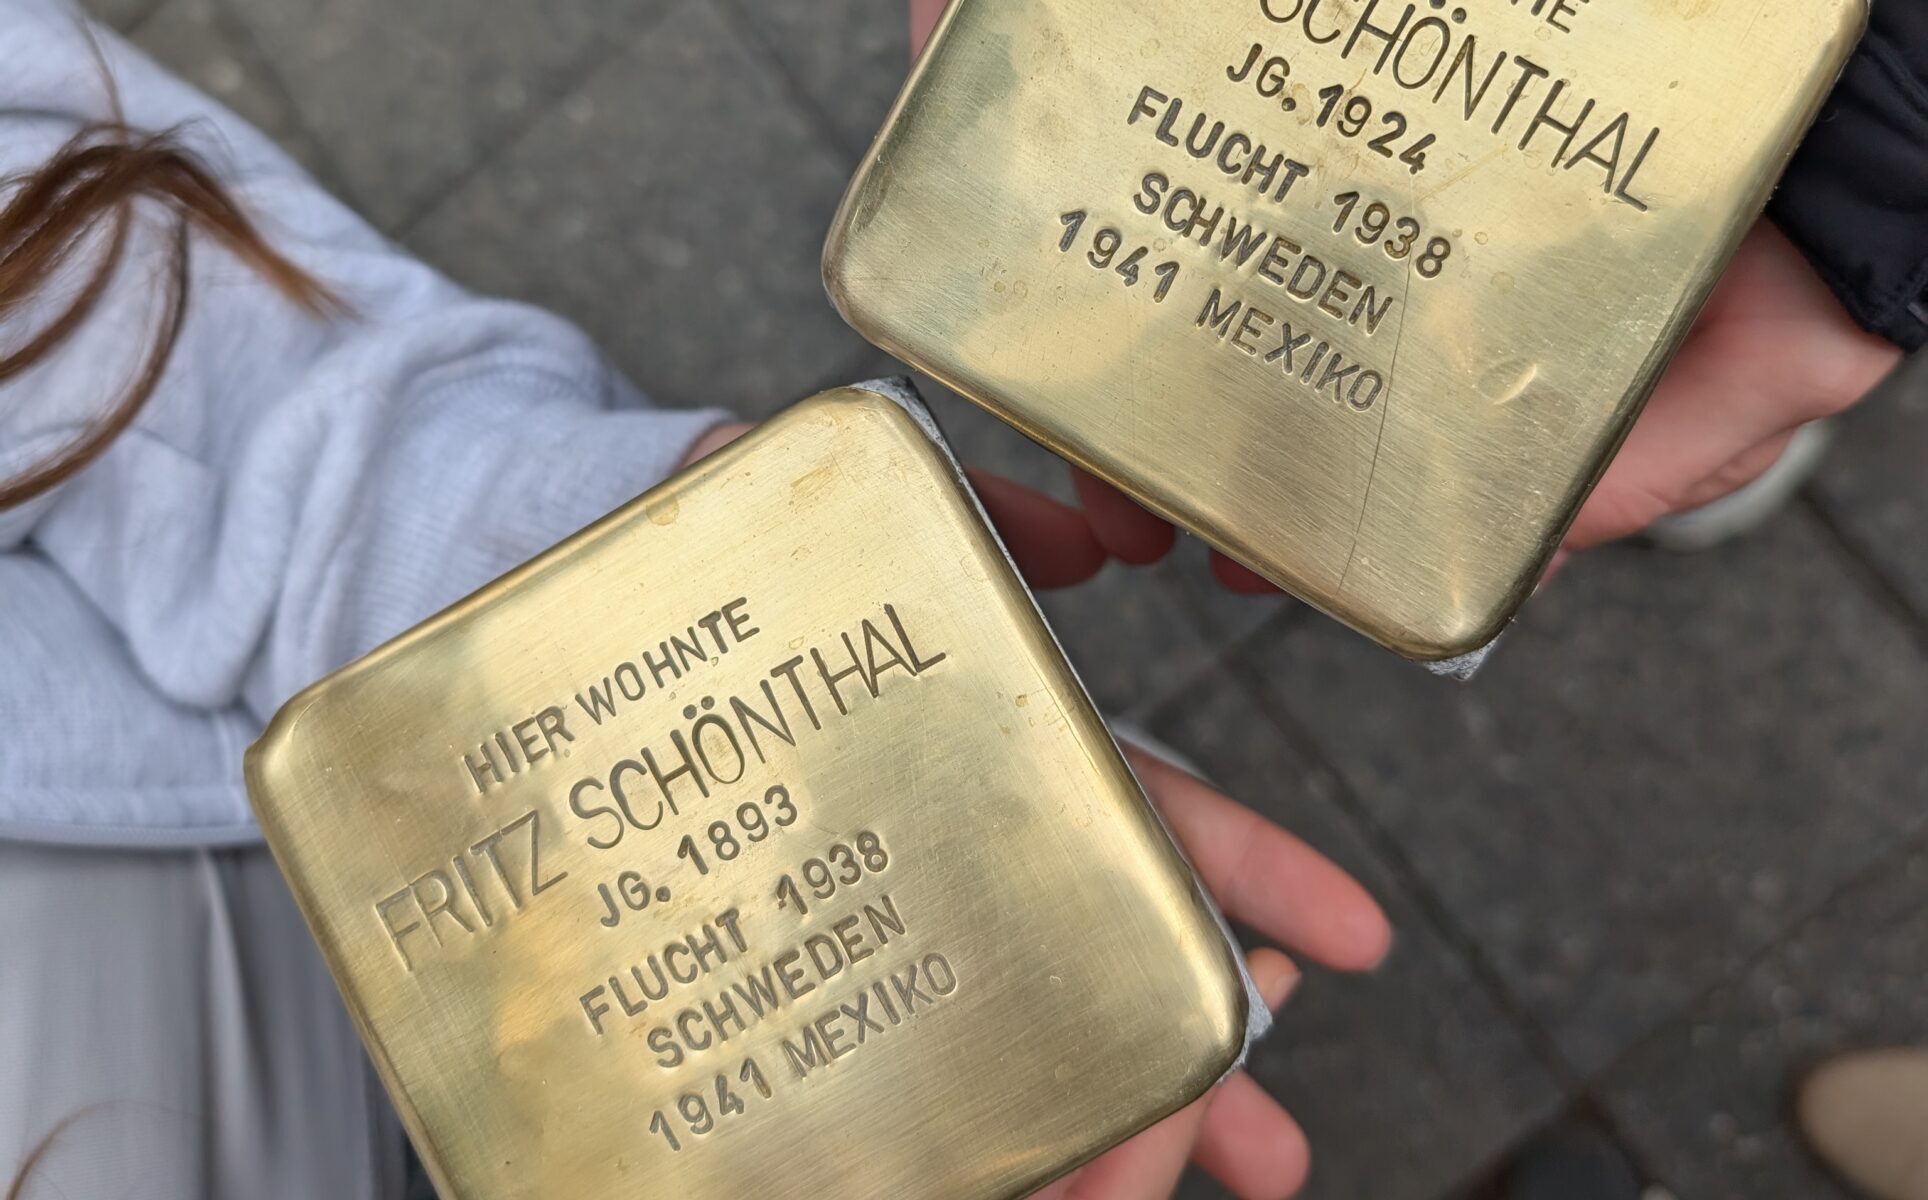 SCHÖNTHAL
JG. 1924
FLUCHT 1938
SCHWEDEN
1941 MEXIKO
HIER WOHNTE
FRITZ SCHÖNTHAL
JG. 1893
FLUCHT 1938
SCHWEDEN
1941 MEXIKO